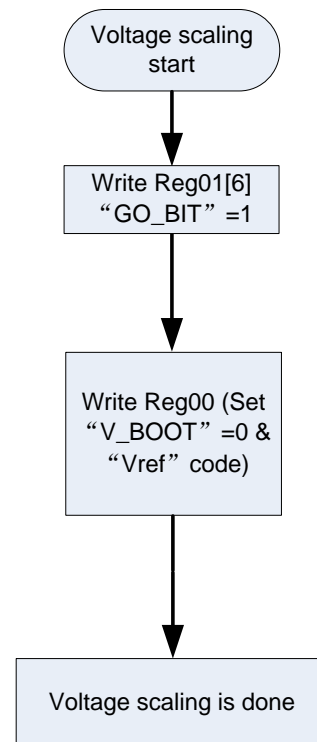 Voltage scaling
start
Write Reg01[6]
“GO_BIT” =1
Write Reg00 (Set
“V_BOOT” =0 &
“Vref” code)
Voltage scaling is done